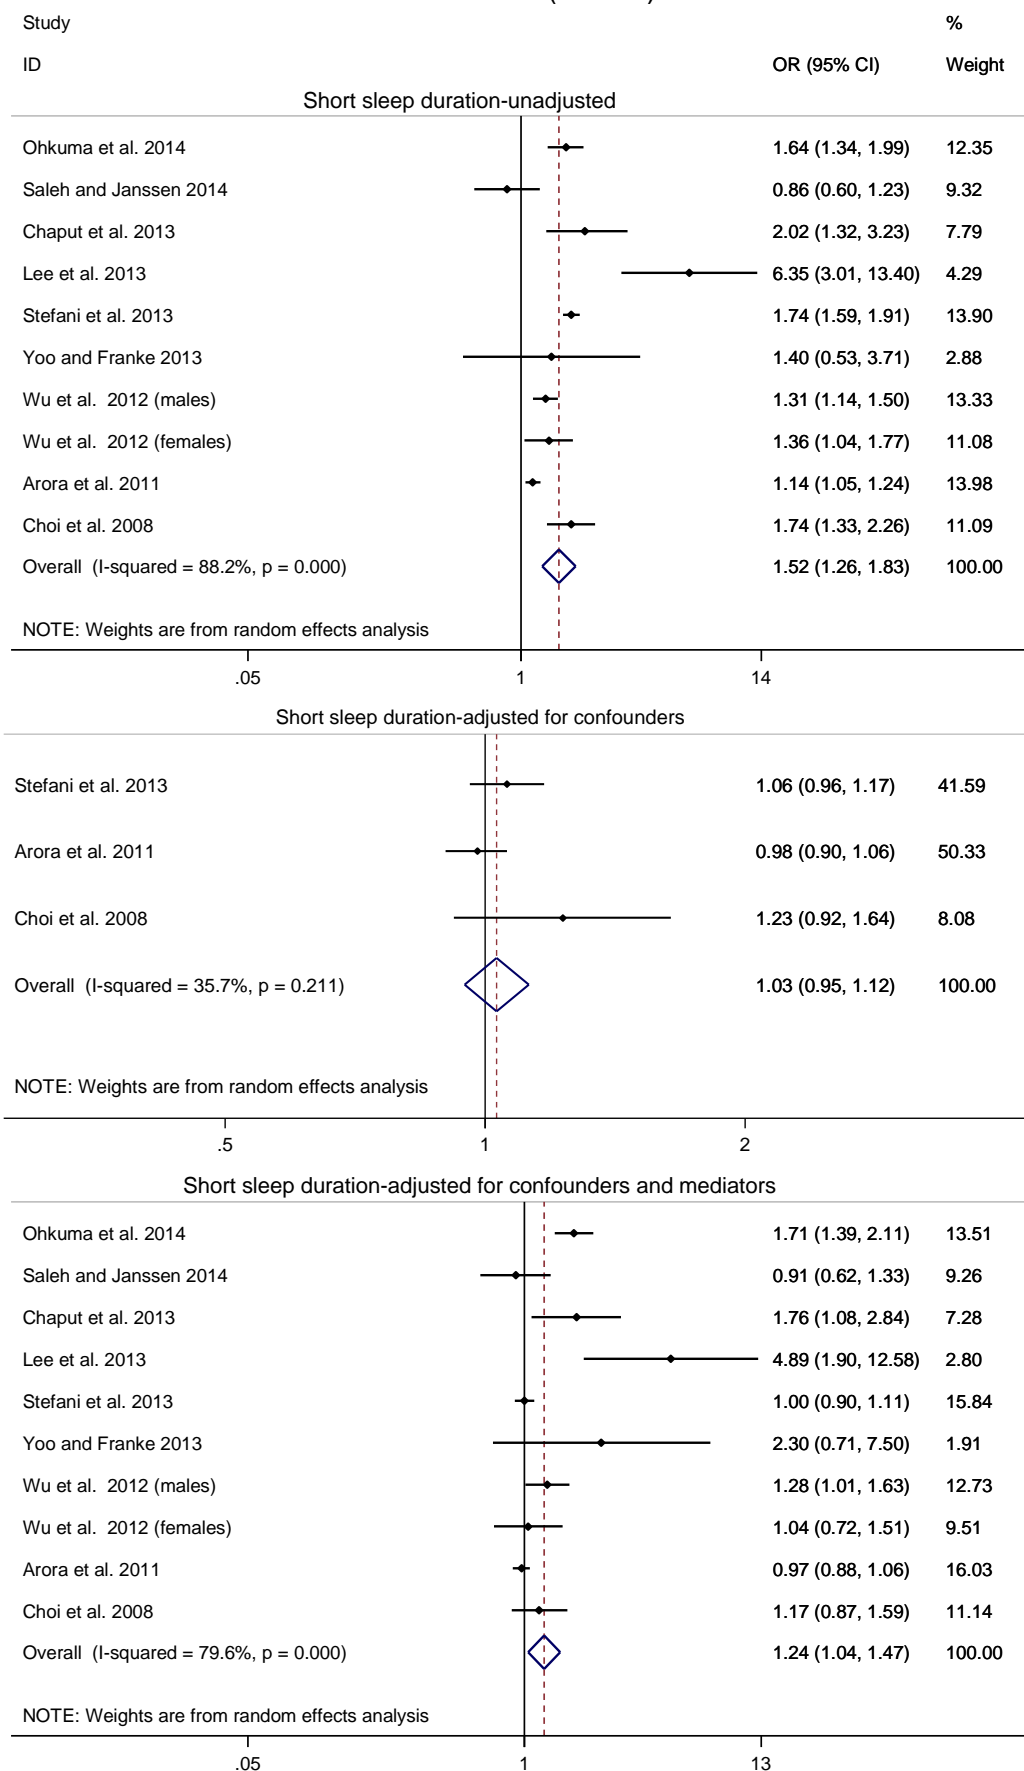 Study %
ID OR (95% CI) Weight
Short sleep duration-unadjusted
Ohkuma et al. 2014 1.64 (1.34, 1.99) 12.35
Saleh and Janssen 2014 0.86 (0.60, 1.23) 9.32
Chaput et al. 2013 2.02 (1.32, 3.23) 7.79
Lee et al. 2013 6.35 (3.01, 13.40) 4.29
Stefani et al. 2013 1.74 (1.59, 1.91) 13.90
Yoo and Franke 2013 1.40 (0.53, 3.71) 2.88
Wu et al.  2012 (males) 1.31 (1.14, 1.50) 13.33
Wu et al.  2012 (females) 1.36 (1.04, 1.77) 11.08
Arora et al. 2011 1.14 (1.05, 1.24) 13.98
Choi et al. 2008 1.74 (1.33, 2.26) 11.09
Overall  (I-squared = 88.2%, p = 0.000) 1.52 (1.26, 1.83) 100.00
NOTE: Weights are from random effects analysis
.05 1 14
Short sleep duration-adjusted for confounders
Stefani et al. 2013 1.06 (0.96, 1.17) 41.59
Arora et al. 2011 0.98 (0.90, 1.06) 50.33
Choi et al. 2008 1.23 (0.92, 1.64) 8.08
Overall  (I-squared = 35.7%, p = 0.211) 1.03 (0.95, 1.12) 100.00
NOTE: Weights are from random effects analysis
.5 1 2
Short sleep duration-adjusted for confounders and mediators
Ohkuma et al. 2014 1.71 (1.39, 2.11) 13.51
Saleh and Janssen 2014 0.91 (0.62, 1.33) 9.26
Chaput et al. 2013 1.76 (1.08, 2.84) 7.28
Lee et al. 2013 4.89 (1.90, 12.58) 2.80
Stefani et al. 2013 1.00 (0.90, 1.11) 15.84
Yoo and Franke 2013 2.30 (0.71, 7.50) 1.91
Wu et al.  2012 (males) 1.28 (1.01, 1.63) 12.73
Wu et al.  2012 (females) 1.04 (0.72, 1.51) 9.51
Arora et al. 2011 0.97 (0.88, 1.06) 16.03
Choi et al. 2008 1.17 (0.87, 1.59) 11.14
Overall  (I-squared = 79.6%, p = 0.000) 1.24 (1.04, 1.47) 100.00
NOTE: Weights are from random effects analysis
.05 1 13